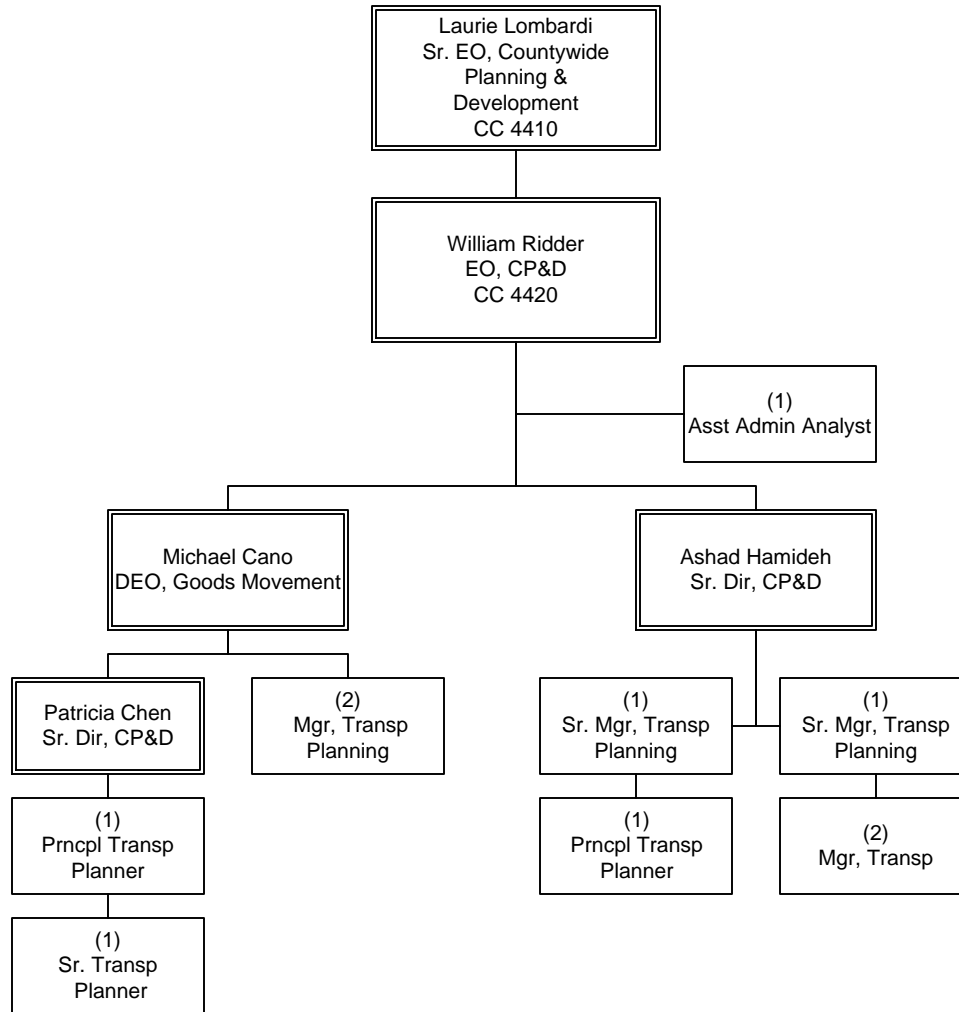 Laurie Lombardi
Sr. EO, Countywide
Planning &
Development
CC 4410
William Ridder
EO, CP&D
CC 4420
(1)
Asst Admin Analyst
Michael Cano
DEO, Goods Movement
Ashad Hamideh
Sr. Dir, CP&D
Patricia Chen
Sr. Dir, CP&D
(2)
Mgr, Transp
Planning
(1)
Sr. Mgr, Transp
Planning
(1)
Sr. Mgr, Transp
Planning
(1)
Prncpl Transp
Planner
(1)
Prncpl Transp
Planner
(2)
Mgr, Transp
(1)
Sr. Transp
Planner